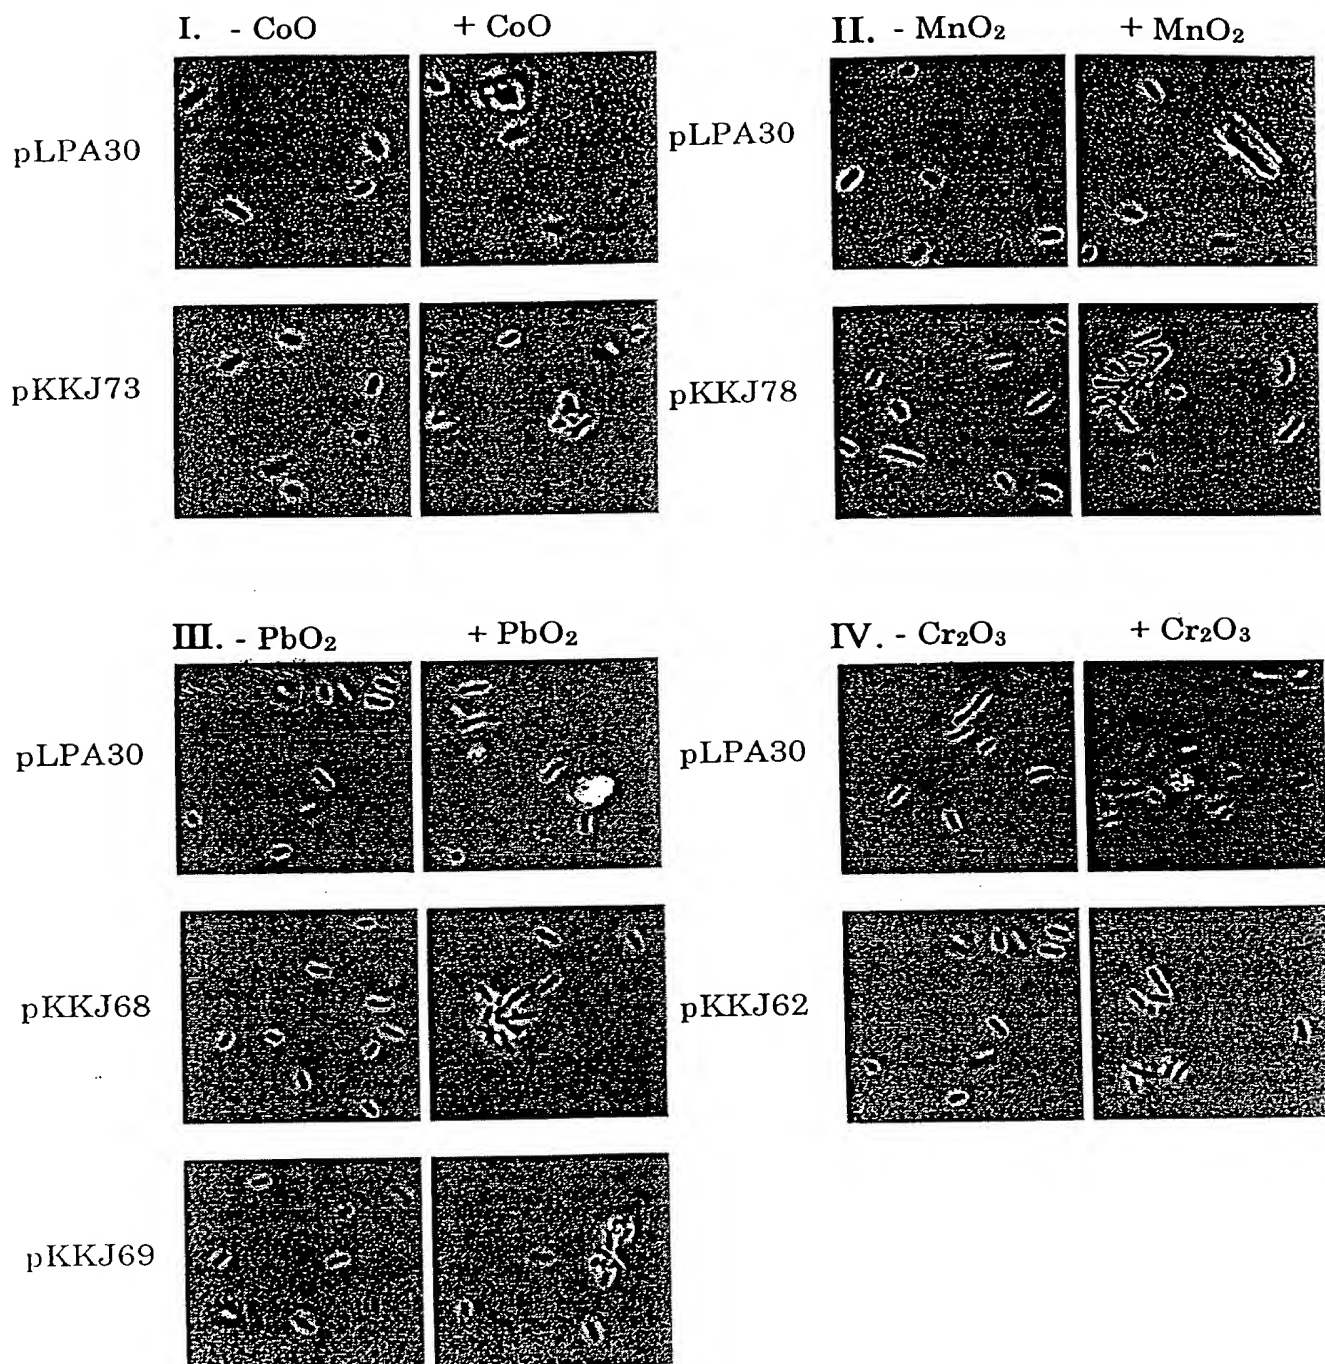 I. - CoO + CoO II. - MnO₂ + MnO₂
pLPA30 pLPA30
pKKJ73 pKKJ78
III. - PbO₂ + PbO₂ IV. - Cr₂O₃ + Cr₂O₃
pLPA30 pLPA30
pKKJ68 pKKJ62
pKKJ69